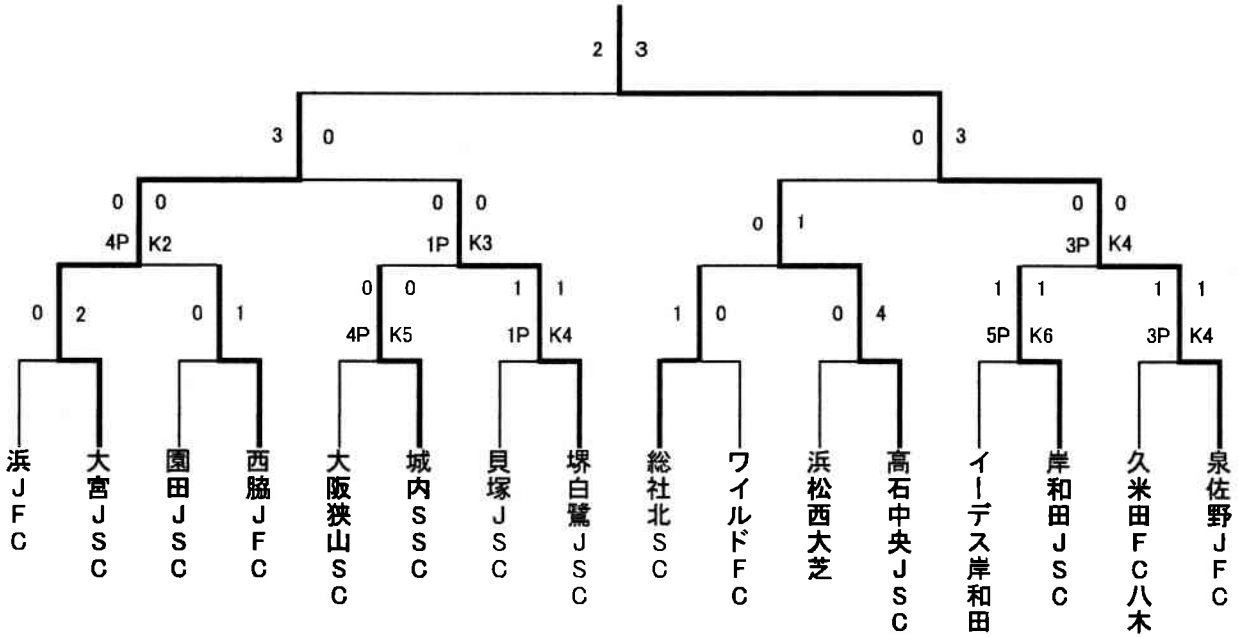 2 3
3 0 0 3
0 0 0 0 0 1 0 0
4P K2 1P K3 3P K4
0 2 0 1 0 0 1 1 1 0 0 4 1 1 1 1
4P K5 1P K4 5P K6 3P K4
浜JFC
大宮JSC
園田JSC
西脇JFC
大阪狭山SC
城内SSC
貝塚JSC
堺白鷺JSC
総社北SC
ワイルドFC
浜松西大芝
高石中央JSC
イーデス岸和田
岸和田JSC
久米田FC八木
泉佐野JFC